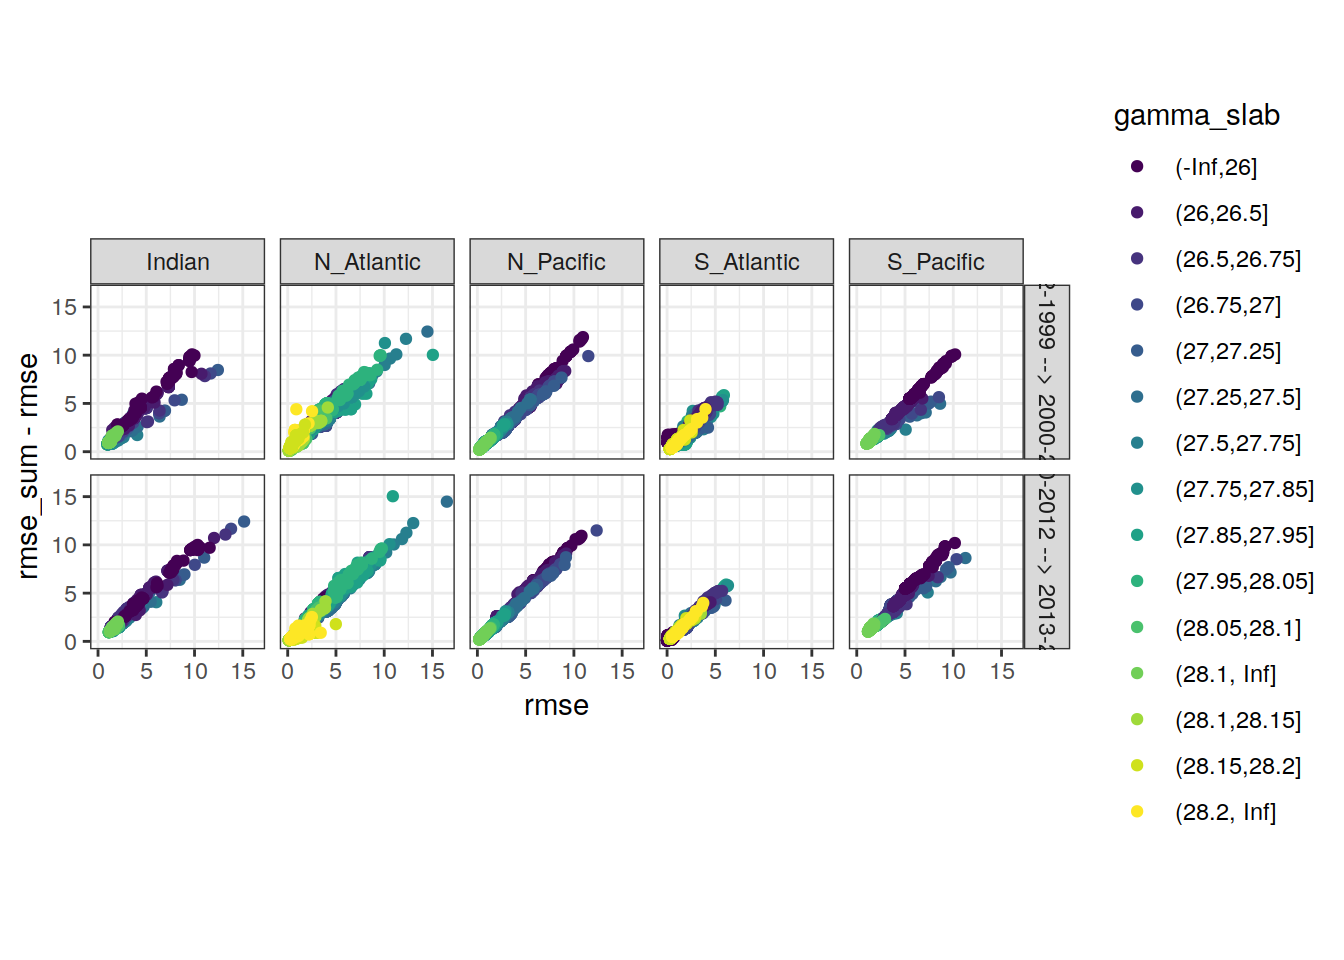 gamma_slab
(-Inf,26]
(26,26.5]
(26.5,26.75]
(26.75,27]
(27,27.25]
(27.25,27.5]
(27.5,27.75]
(27.75,27.85]
(27.85,27.95]
(27.95,28.05]
(28.05,28.1]
(28.1, Inf]
(28.1,28.15]
(28.15,28.2]
(28.2, Inf]
Indian N_Atlantic N_Pacific S_Atlantic S_Pacific
15
10
5
0
-1999 --> 2000-
15
10
5
0
-2012 --> 2013-
0 5 10 15 0 5 10 15 0 5 10 15 0 5 10 15 0 5 10 15
rmse
rmse_sum - rmse